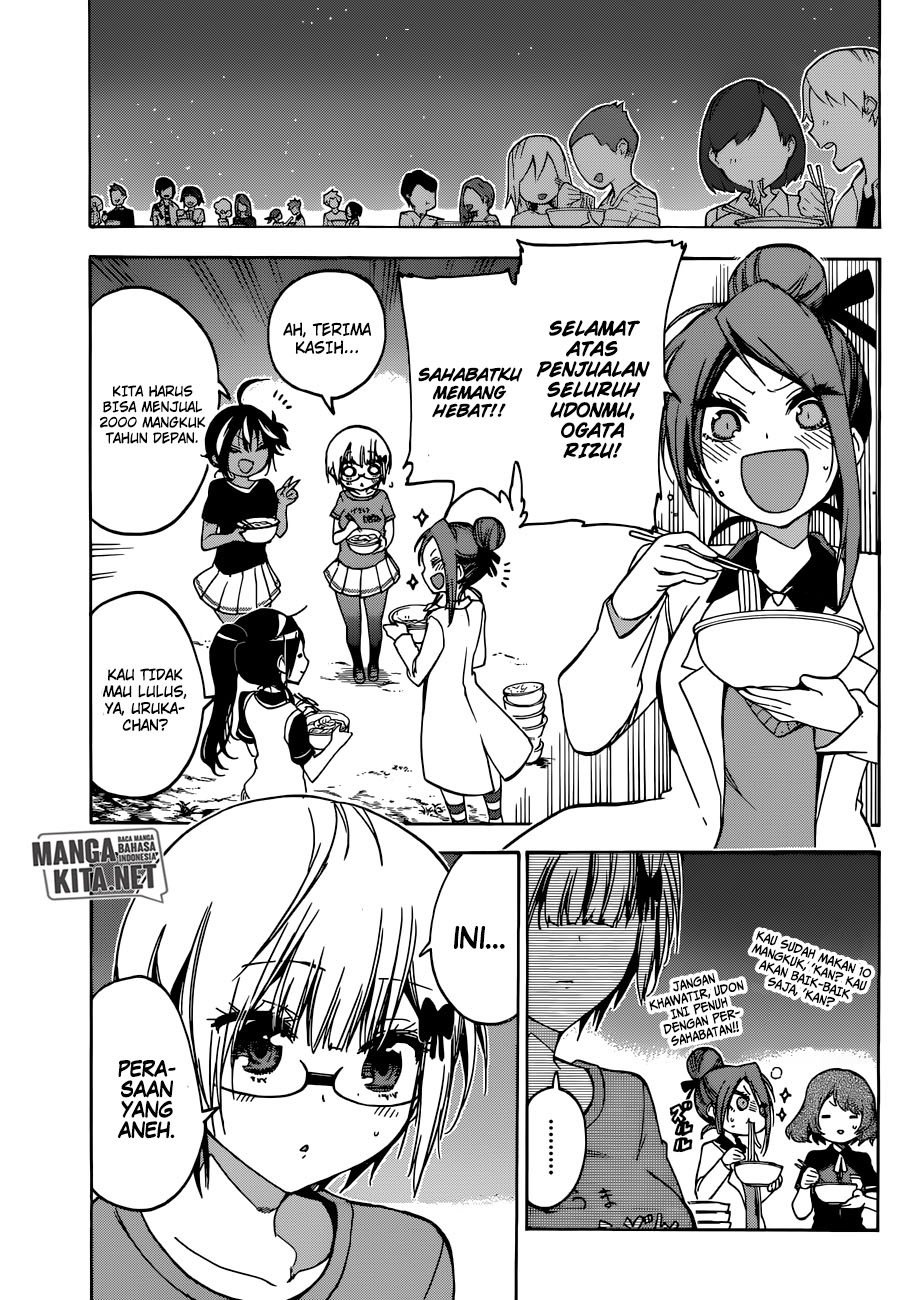 SELAMAT
ATAS
PENJUALAN
SELURUH
UDONMU,
OGATA
RIZU!
SAHABATKU
MEMANG
HEBAT!!
AH, TERIMA
KASIH...
KITA HARUS
BISA MENJUAL
2000 MANGKUK
TAHUN DEPAN.
KAU TIDAK
MAU LULUS,
YA, URUKA-
CHAN?
KAU SUDAH MAKAN 10
MANGKUK, 'KAN? KAU
AKAN BAIK-BAIK
SAJA, 'KAN?
JANGAN
KHAWATIR, UDON
INI PENUH
DENGAN PER-
SAHABATAN!!
.........
INI...
PERA-
SAAN
YANG
ANEH.
MANGA
KITA.NET
BACA MANGA
BAHASA
INDONESIA